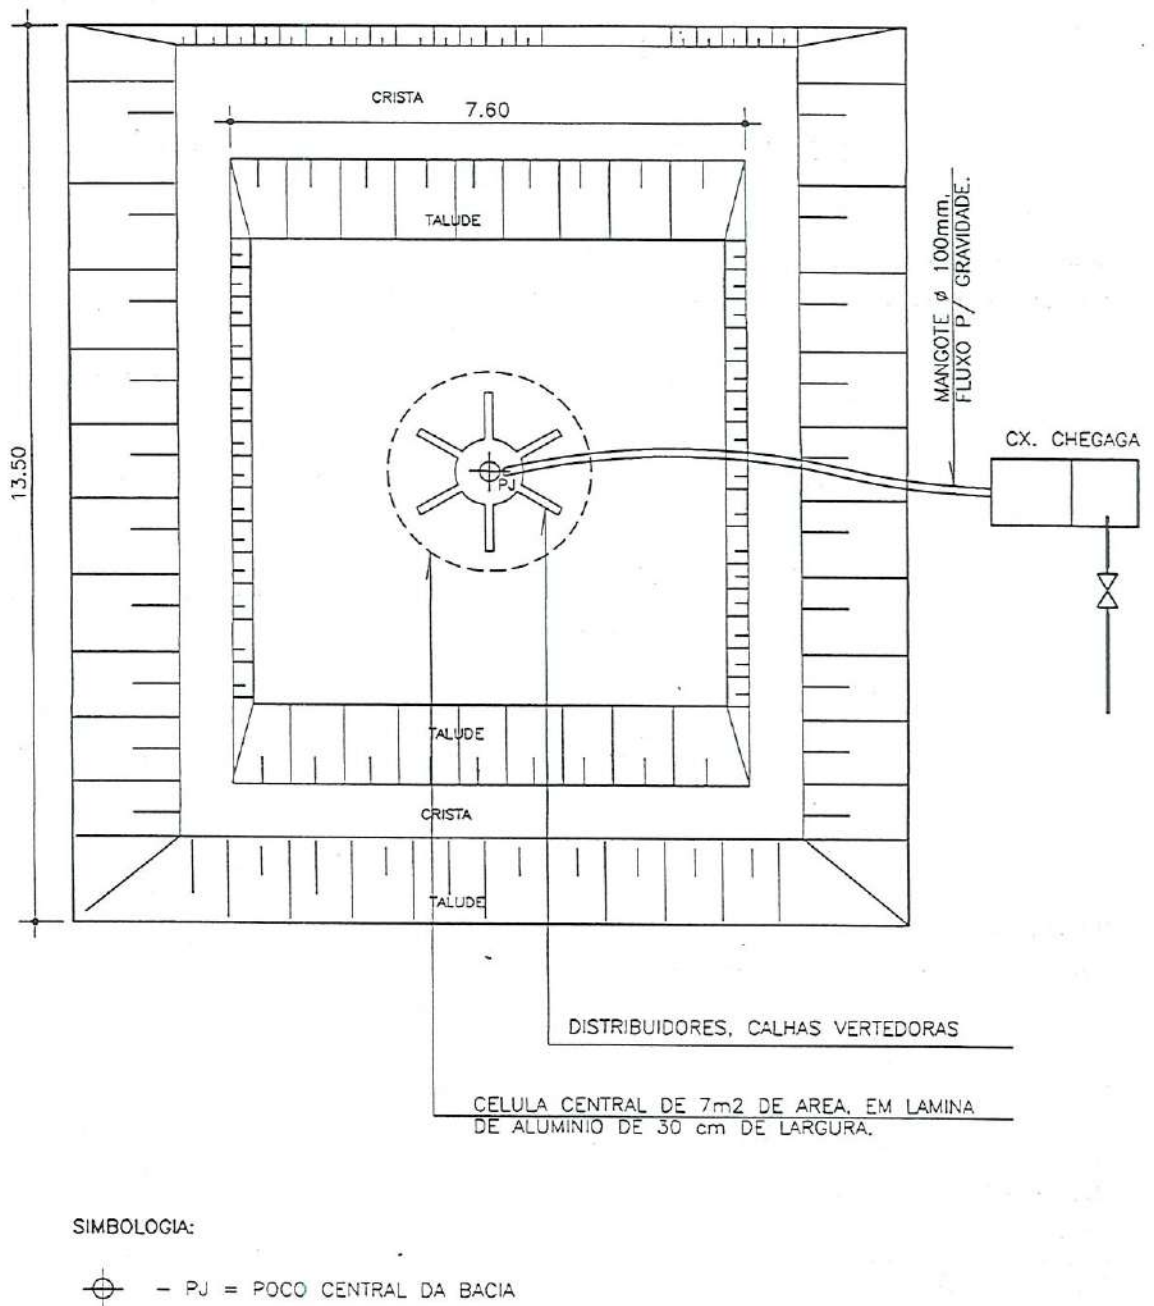 CRISTA
7.60
TALUDE
MANGOTE ø 100mm,
FLUXO P/ GRAVIDADE.
CX. CHEGAGA
13.50
PJ
TALUDE
CRISTA
TALUDE
DISTRIBUIDORES, CALHAS VERTEDORAS
CELULA CENTRAL DE 7m2 DE AREA, EM LAMINA
DE ALUMINIO DE 30 cm DE LARGURA.
SIMBOLOGIA:
- PJ = POCO CENTRAL DA BACIA